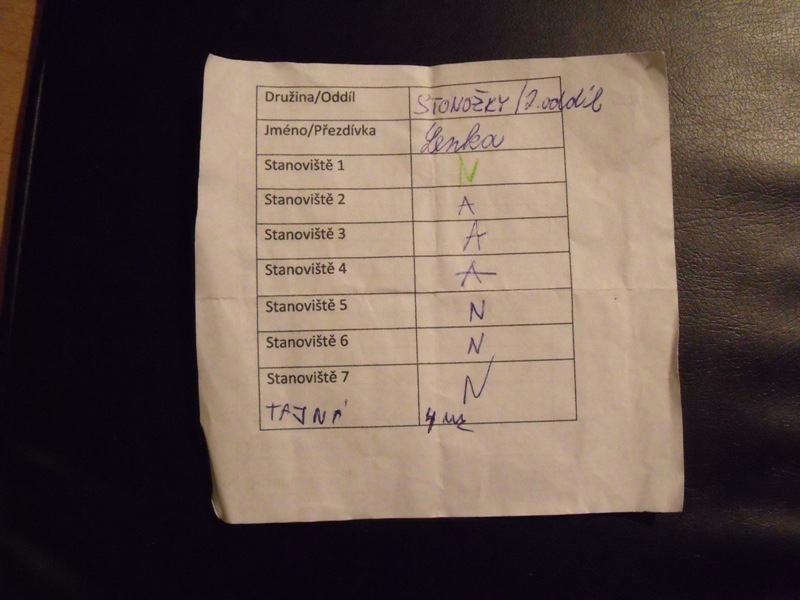 Družina/Oddíl STONOŽKY/2.oddíl
Jméno/Přezdívka Lenka
Stanoviště 1 N
Stanoviště 2 A
Stanoviště 3 A
Stanoviště 4 A
Stanoviště 5 N
Stanoviště 6 N
Stanoviště 7 N
TAJNÁ 4